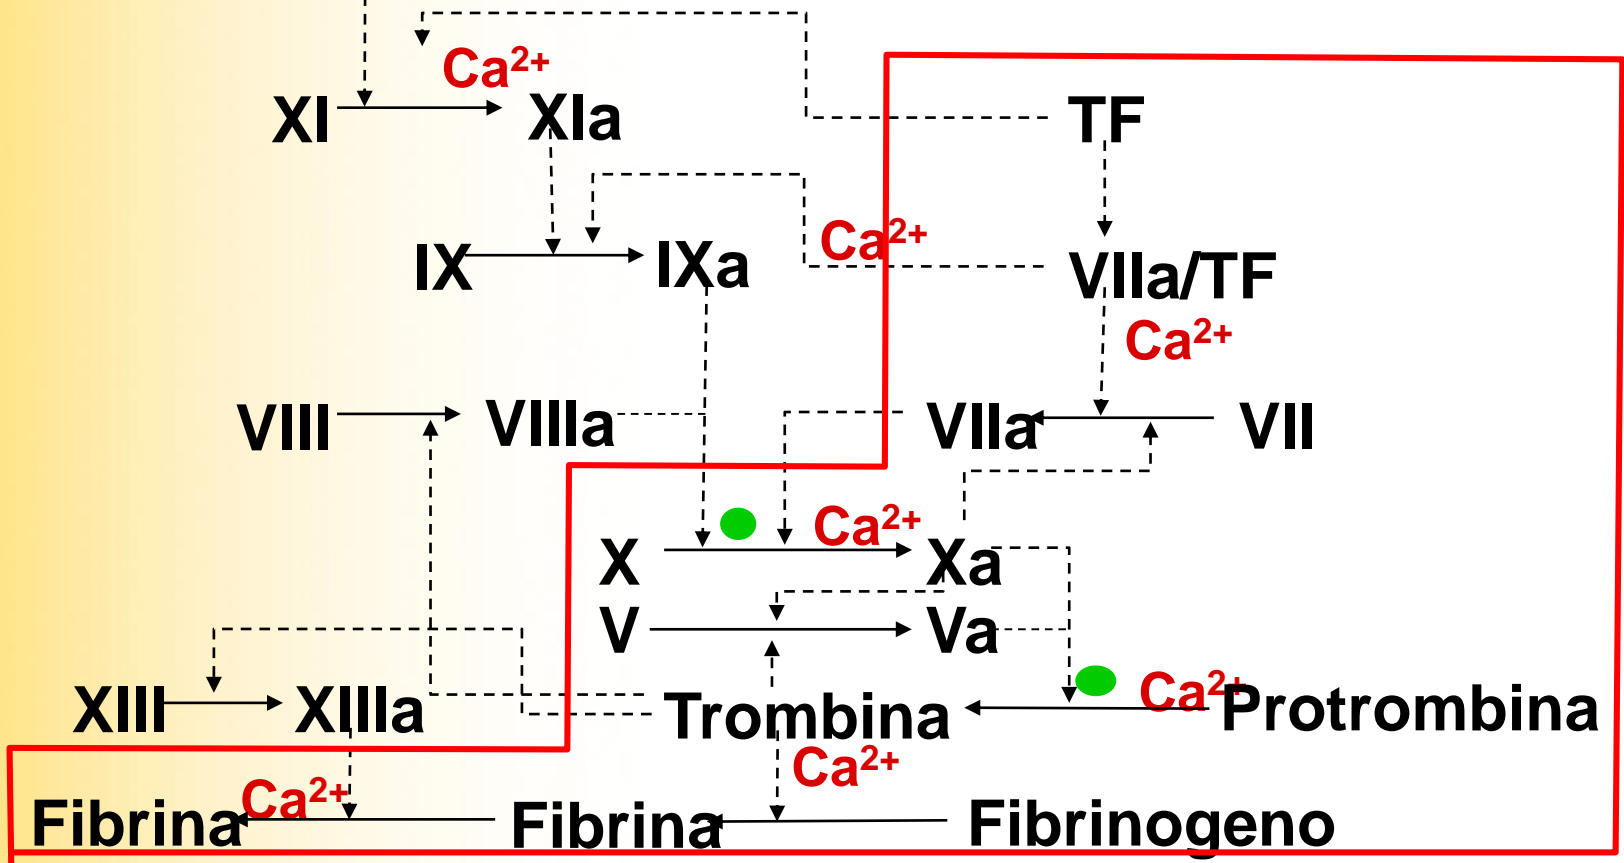 Ca2+
XI XIa TF
IX IXa Ca2+ VIIa/TF
Ca2+
VIII VIIIa VIIa VII
Ca2+
X Xa
V Va
XIII XIIIa Trombina Ca2+ Protrombina
Ca2+
Ca2+
Fibrina Fibrina Fibrinogeno